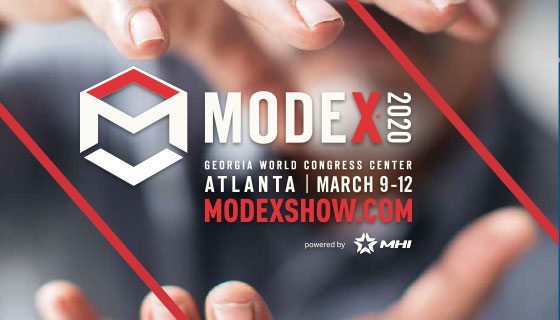 MODEX 2020
GEORGIA WORLD CONGRESS CENTER
ATLANTA | MARCH 9-12
MODEXSHOW.COM
powered by MHI